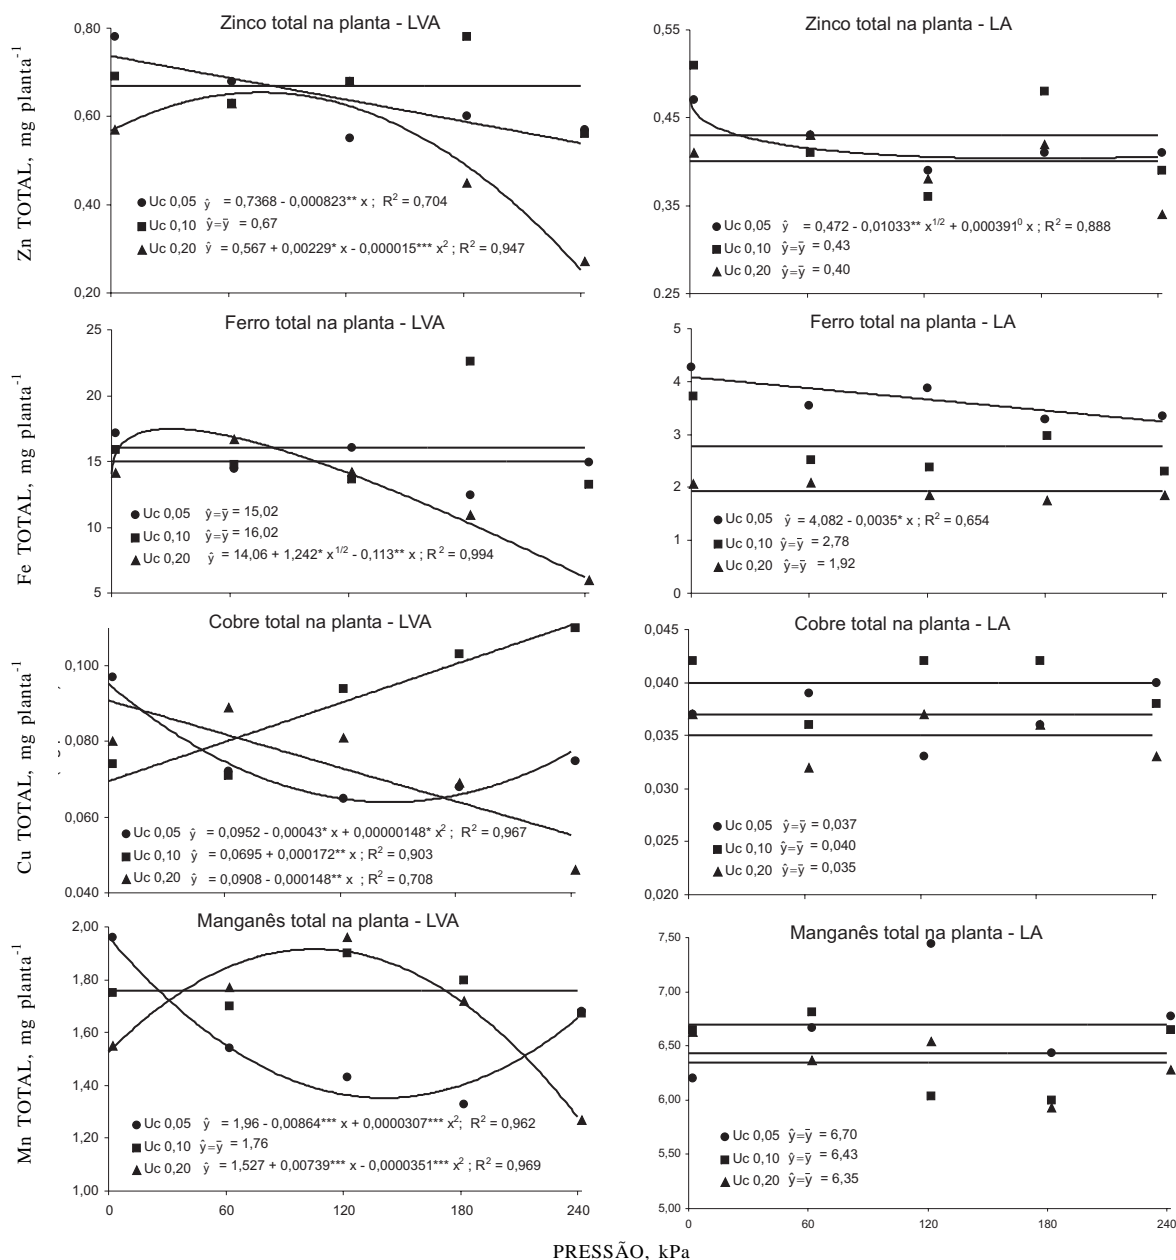 Zinco total na planta - LVA
Zn TOTAL, mg planta-1
0,80
0,60
0,40
0,20
● Uc 0,05 ŷ = 0,7368 - 0,000823** x ; R2 = 0,704
■ Uc 0,10 ŷ=ȳ = 0,67
▲ Uc 0,20 ŷ = 0,567 + 0,00229* x - 0,000015*** x2 ; R2 = 0,947
Zinco total na planta - LA
0,55
0,45
0,35
0.25
● Uc 0,05 ŷ = 0,472 - 0,01033** x1/2 + 0,0003910 x ; R2 = 0,888
■ Uc 0,10 ŷ=ȳ = 0,43
▲ Uc 0,20 ŷ=ȳ = 0,40
Ferro total na planta - LVA
Fe TOTAL, mg planta-1
25
20
15
10
5
● Uc 0,05 ŷ=ȳ = 15,02
■ Uc 0,10 ŷ=ȳ = 16,02
▲ Uc 0,20 ŷ = 14,06 + 1,242* x1/2 - 0,113** x ; R2 = 0,994
Ferro total na planta - LA
5
4
3
2
1
0
● Uc 0,05 ŷ = 4,082 - 0,0035* x ; R2 = 0,654
■ Uc 0,10 ŷ=ȳ = 2,78
▲ Uc 0,20 ŷ=ȳ = 1,92
Cobre total na planta - LVA
Cu TOTAL, mg planta-1
0,100
0,080
0,060
0,040
● Uc 0,05 ŷ = 0,0952 - 0,00043* x + 0,00000148* x2 ; R2 = 0,967
■ Uc 0,10 ŷ = 0,0695 + 0,000172** x ; R2 = 0,903
▲ Uc 0,20 ŷ = 0,0908 - 0,000148** x ; R2 = 0,708
Cobre total na planta - LA
0,045
0,040
0,035
0,030
0,025
0,020
● Uc 0,05 ŷ=ȳ = 0,037
■ Uc 0,10 ŷ=ȳ = 0,040
▲ Uc 0,20 ŷ=ȳ = 0,035
Manganês total na planta - LVA
Mn TOTAL, mg planta-1
2,00
1,80
1,60
1,40
1,20
1,00
● Uc 0,05 ŷ = 1,96 - 0,00864*** x + 0,0000307*** x2; R2 = 0,962
■ Uc 0,10 ŷ=ȳ = 1,76
▲ Uc 0,20 ŷ = 1,527 + 0,00739*** x - 0,0000351*** x2 ; R2 = 0,969
0 60 120 180 240
Manganês total na planta - LA
7,50
7,00
6,50
6,00
5,50
5,00
● Uc 0,05 ŷ=ȳ = 6,70
■ Uc 0,10 ŷ=ȳ = 6,43
▲ Uc 0,20 ŷ=ȳ = 6,35
0 60 120 180 240
PRESSÃO, kPa